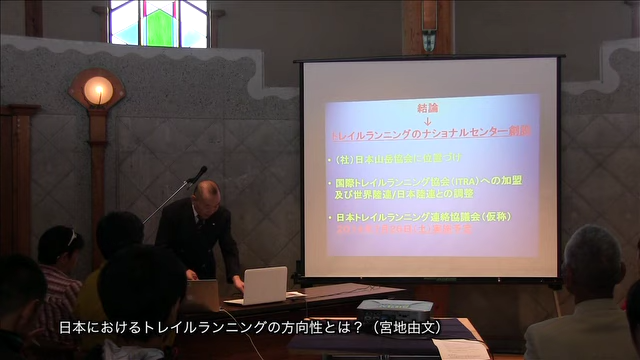 結論
↓
トレイルランニングのナショナルセンター創設
・（社）日本山岳協会に位置づけ
・国際トレイルランニング協会（ITRA）への加盟
及び世界陸連/日本陸連との調整
・日本トレイルランニング連絡協議会（仮称）
日本におけるトレイルランニングの方向性とは？（宮地由文）